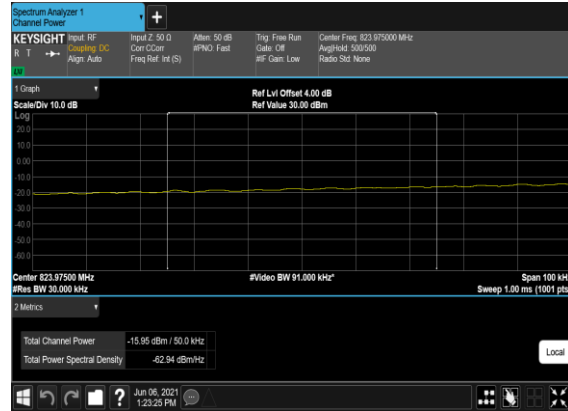 Spectrum Analyzer 1
Channel Power
+
KEYSIGHT
R T
LM
Input: RF
Coupling: DC
Align: Auto
Input Z: 50 Ω
Corr CCorr
Freq Ref: Int (S)
Atten: 50 dB
#PNO: Fast
Trig: Free Run
Gate: Off
#IF Gain: Low
Center Freq: 823.975000 MHz
Avg|Hold: 500/500
Radio Std: None
1 Graph
Scale/Div 10.0 dB
Ref Lvl Offset 4.00 dB
Ref Value 30.00 dBm
Log
20.0
10.0
0.00
-10.0
-20.0
-30.0
-40.0
-50.0
-60.0
Center 823.97500 MHz
#Video BW 91.000 kHz*
Span 100 kH
#Res BW 30.000 kHz
Sweep 1.00 ms (1001 pts
2 Metrics
Total Channel Power -15.95 dBm / 50.0 kHz
Total Power Spectral Density -62.94 dBm/Hz
Local
?
Jun 06, 2021
1:23:25 PM